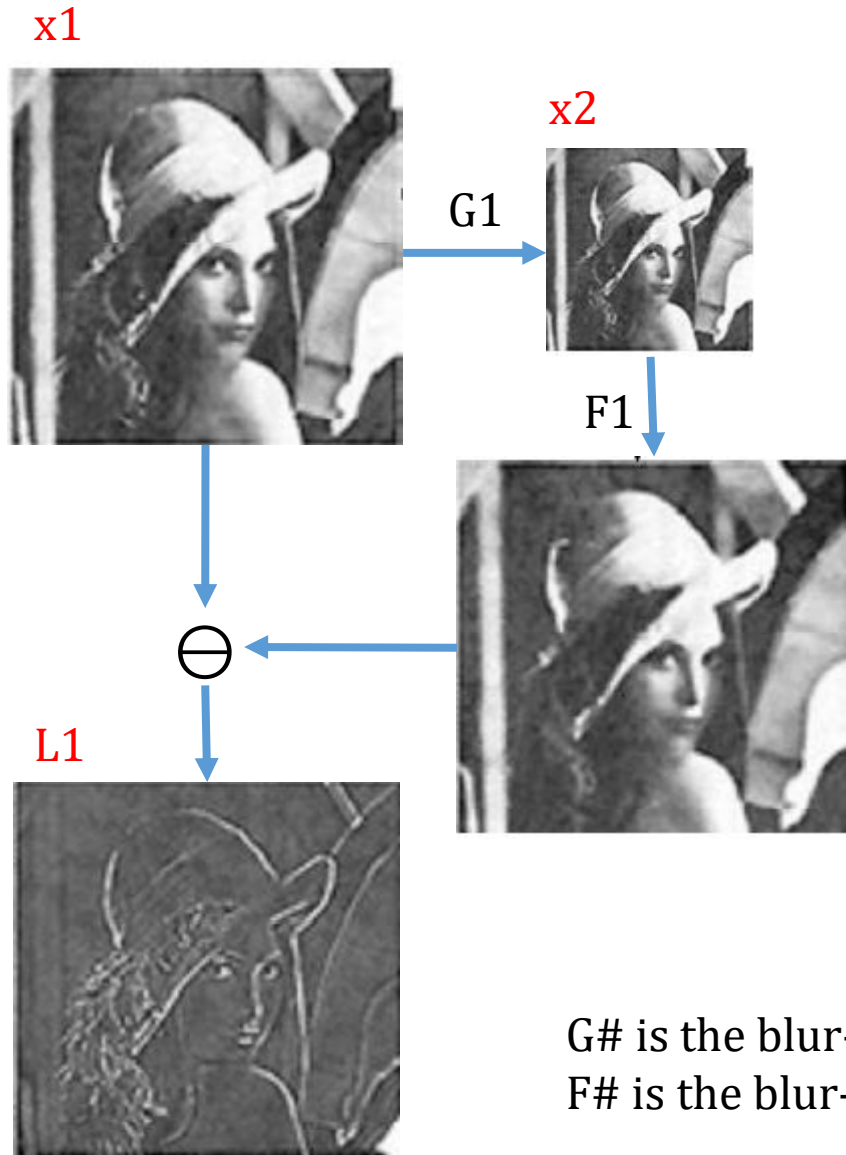 x1
x2
G1
F1
L1
G# is the blur-
F# is the blur-